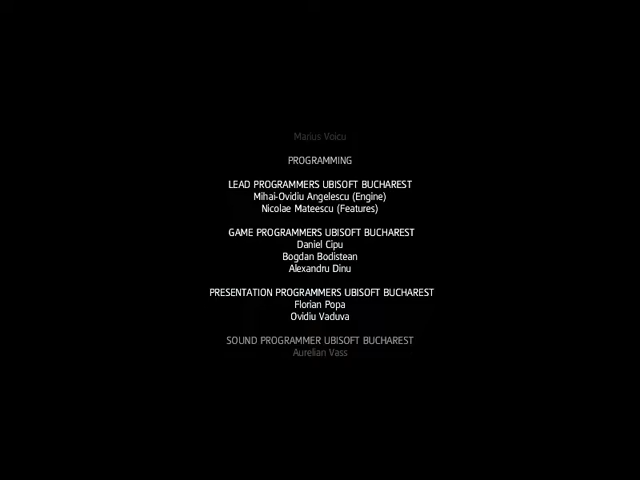 Marius Voicu
PROGRAMMING
LEAD PROGRAMMERS UBISOFT BUCHAREST
Mihai-Ovidiu Angelescu (Engine)
Nicolae Mateescu (Features)
GAME PROGRAMMERS UBISOFT BUCHAREST
Daniel Cipu
Bogdan Bodistean
Alexandru Dinu
PRESENTATION PROGRAMMERS UBISOFT BUCHAREST
Florian Popa
Ovidiu Vaduva
SOUND PROGRAMMER UBISOFT BUCHAREST
Aurelian Vass